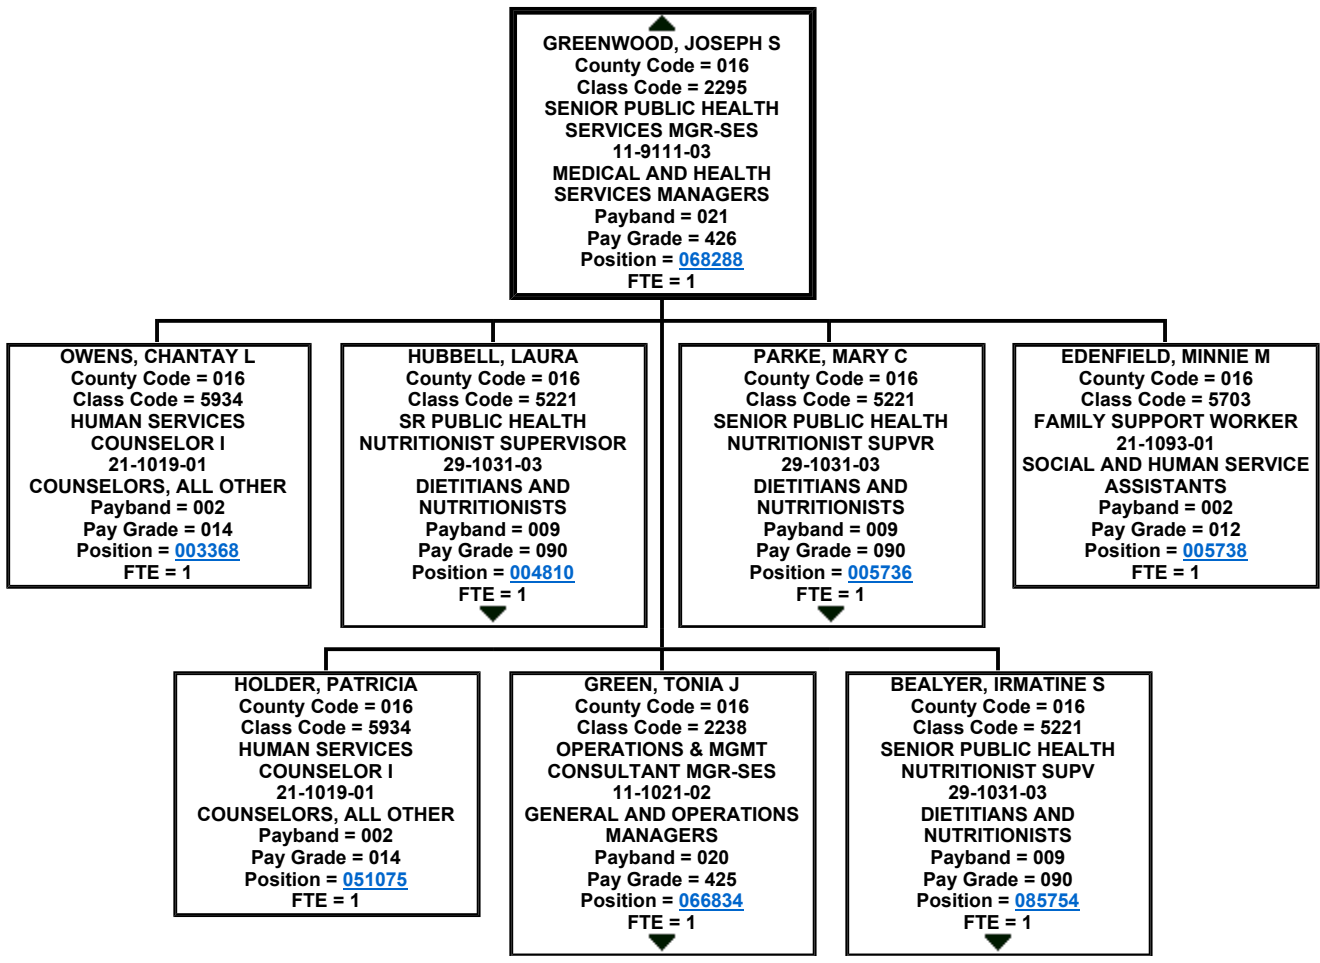 GREENWOOD, JOSEPH S
County Code = 016
Class Code = 2295
SENIOR PUBLIC HEALTH
SERVICES MGR-SES
11-9111-03
MEDICAL AND HEALTH
SERVICES MANAGERS
Payband = 021
Pay Grade = 426
Position = 068288
FTE = 1
OWENS, CHANTAY L
County Code = 016
Class Code = 5934
HUMAN SERVICES
COUNSELOR I
21-1019-01
COUNSELORS, ALL OTHER
Payband = 002
Pay Grade = 014
Position = 003368
FTE = 1
HUBBELL, LAURA
County Code = 016
Class Code = 5221
SR PUBLIC HEALTH
NUTRITIONIST SUPERVISOR
29-1031-03
DIETITIANS AND
NUTRITIONISTS
Payband = 009
Pay Grade = 090
Position = 004810
FTE = 1
PARKE, MARY C
County Code = 016
Class Code = 5221
SENIOR PUBLIC HEALTH
NUTRITIONIST SUPVR
29-1031-03
DIETITIANS AND
NUTRITIONISTS
Payband = 009
Pay Grade = 090
Position = 005736
FTE = 1
EDENFIELD, MINNIE M
County Code = 016
Class Code = 5703
FAMILY SUPPORT WORKER
21-1093-01
SOCIAL AND HUMAN SERVICE
ASSISTANTS
Payband = 002
Pay Grade = 012
Position = 005738
FTE = 1
HOLDER, PATRICIA
County Code = 016
Class Code = 5934
HUMAN SERVICES
COUNSELOR I
21-1019-01
COUNSELORS, ALL OTHER
Payband = 002
Pay Grade = 014
Position = 051075
FTE = 1
GREEN, TONIA J
County Code = 016
Class Code = 2238
OPERATIONS & MGMT
CONSULTANT MGR-SES
11-1021-02
GENERAL AND OPERATIONS
MANAGERS
Payband = 020
Pay Grade = 425
Position = 066834
FTE = 1
BEALYER, IRMATINE S
County Code = 016
Class Code = 5221
SENIOR PUBLIC HEALTH
NUTRITIONIST SUPV
29-1031-03
DIETITIANS AND
NUTRITIONISTS
Payband = 009
Pay Grade = 090
Position = 085754
FTE = 1